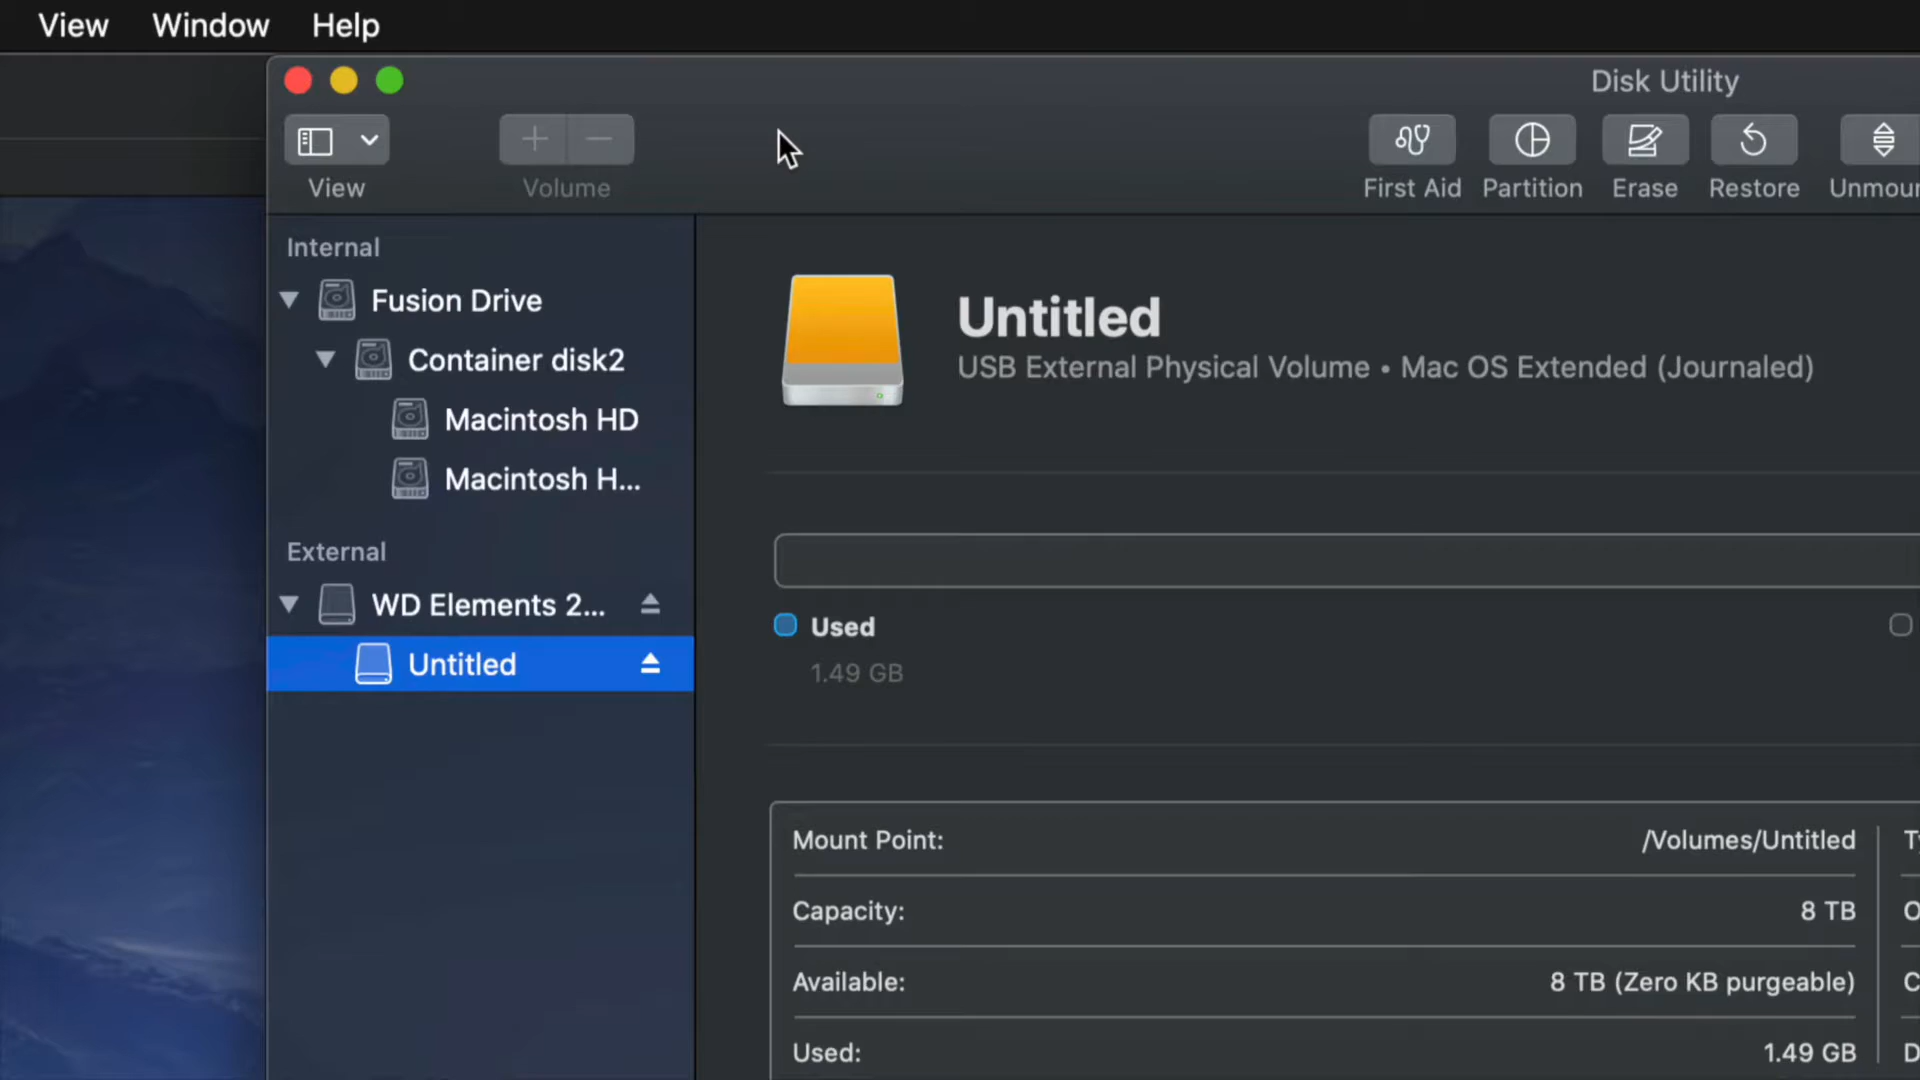 View Window Help
Disk Utility
View
Volume
First Aid
Partition
Erase
Restore
Internal
Fusion Drive
Container disk2
Macintosh HD
Macintosh H...
External
WD Elements 2...
Untitled
Untitled
USB External Physical Volume • Mac OS Extended (Journaled)
Used
1.49 GB
Mount Point: /Volumes/Untitled
Capacity: 8 TB
Available: 8 TB (Zero KB purgeable)
Used: 1.49 GB